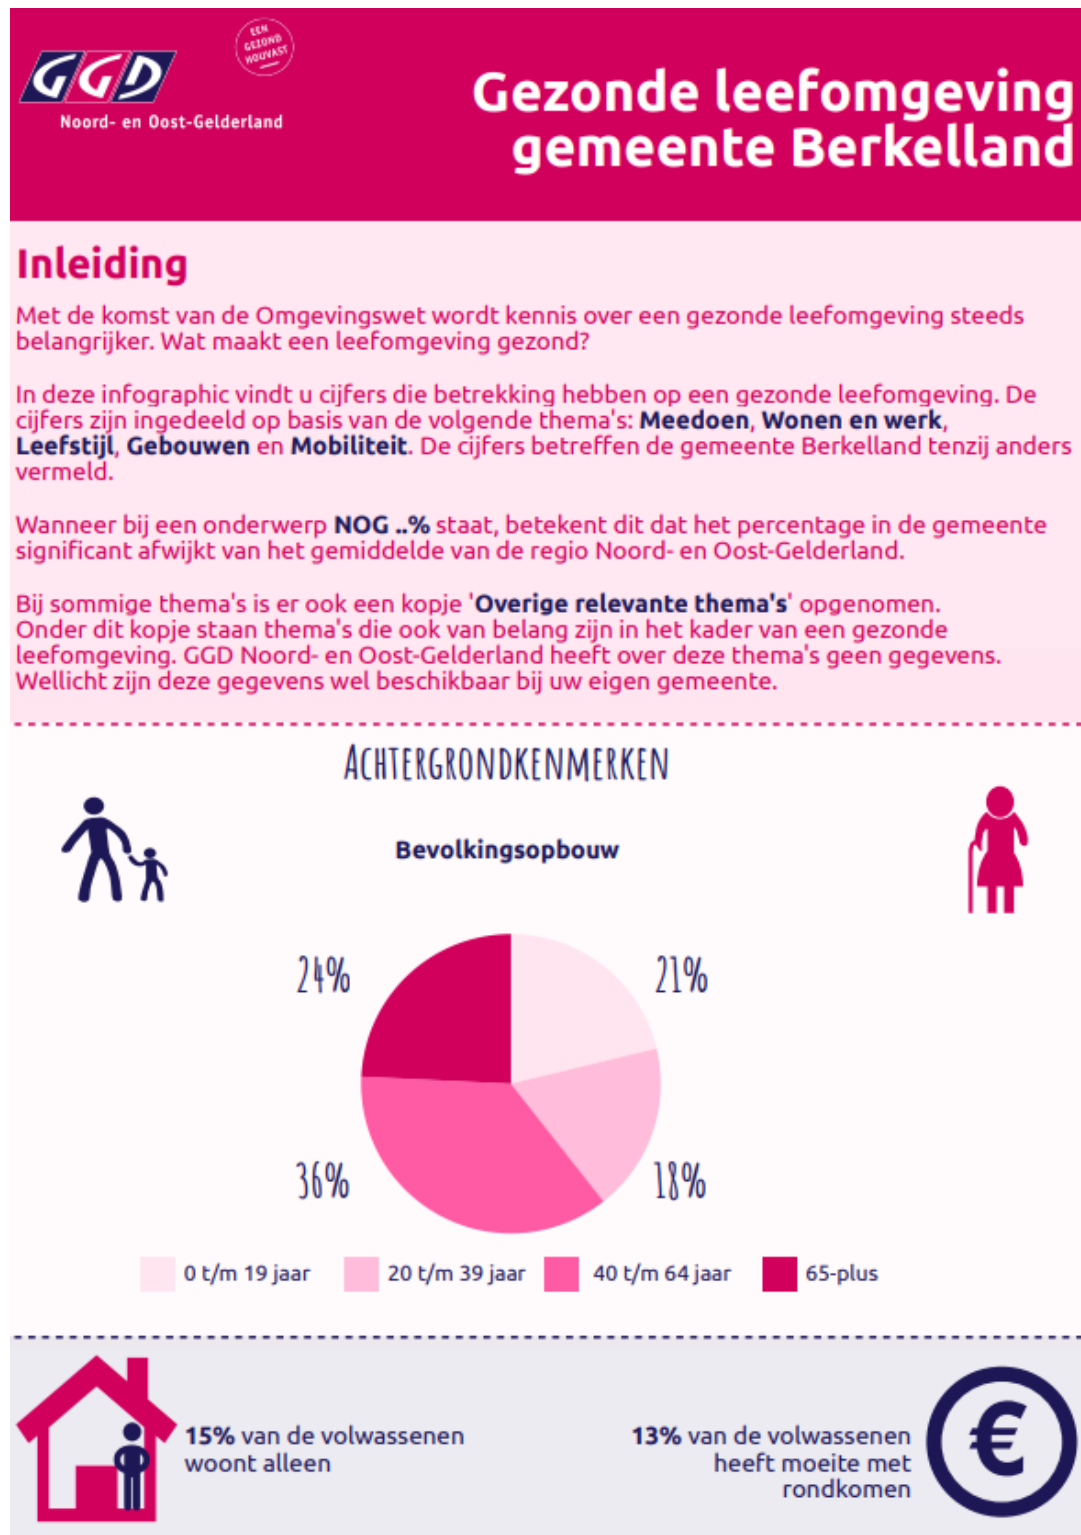 EEN
GEZOND
HOUVAST
GGD
Noord- en Oost-Gelderland
Gezonde leefomgeving
gemeente Berkelland
Inleiding
Met de komst van de Omgevingswet wordt kennis over een gezonde leefomgeving steeds
belangrijker. Wat maakt een leefomgeving gezond?
In deze infographic vindt u cijfers die betrekking hebben op een gezonde leefomgeving. De
cijfers zijn ingedeeld op basis van de volgende thema's: Meedoen, Wonen en werk,
Leefstijl, Gebouwen en Mobiliteit. De cijfers betreffen de gemeente Berkelland tenzij anders
vermeld.
Wanneer bij een onderwerp NOG ..% staat, betekent dit dat het percentage in de gemeente
significant afwijkt van het gemiddelde van de regio Noord- en Oost-Gelderland.
Bij sommige thema's is er ook een kopje 'Overige relevante thema's' opgenomen.
Onder dit kopje staan thema's die ook van belang zijn in het kader van een gezonde
leefomgeving. GGD Noord- en Oost-Gelderland heeft over deze thema's geen gegevens.
Wellicht zijn deze gegevens wel beschikbaar bij uw eigen gemeente.
ACHTERGRONDKENMERKEN
Bevolkingsopbouw
24%
21%
36%
18%
0 t/m 19 jaar
20 t/m 39 jaar
40 t/m 64 jaar
65-plus
15% van de volwassenen
woont alleen
13% van de volwassenen
heeft moeite met
rondkomen
€